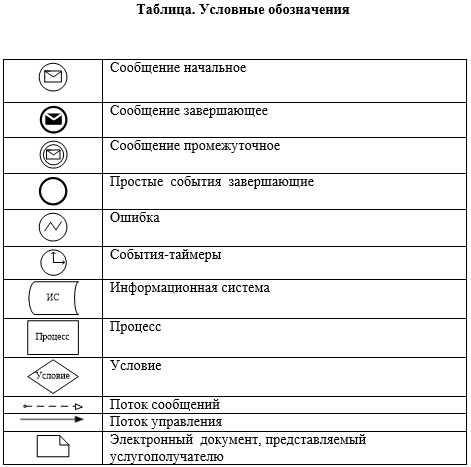 Таблица. Условные обозначения
Сообщение начальное
Сообщение завершающее
Сообщение промежуточное
Простые события завершающие
Ошибка
События-таймеры
ИС
Информационная система
Процесс
Процесс
Условие
Условие
Поток сообщений
Поток управления
Электронный документ, представляемый
услугополучателю